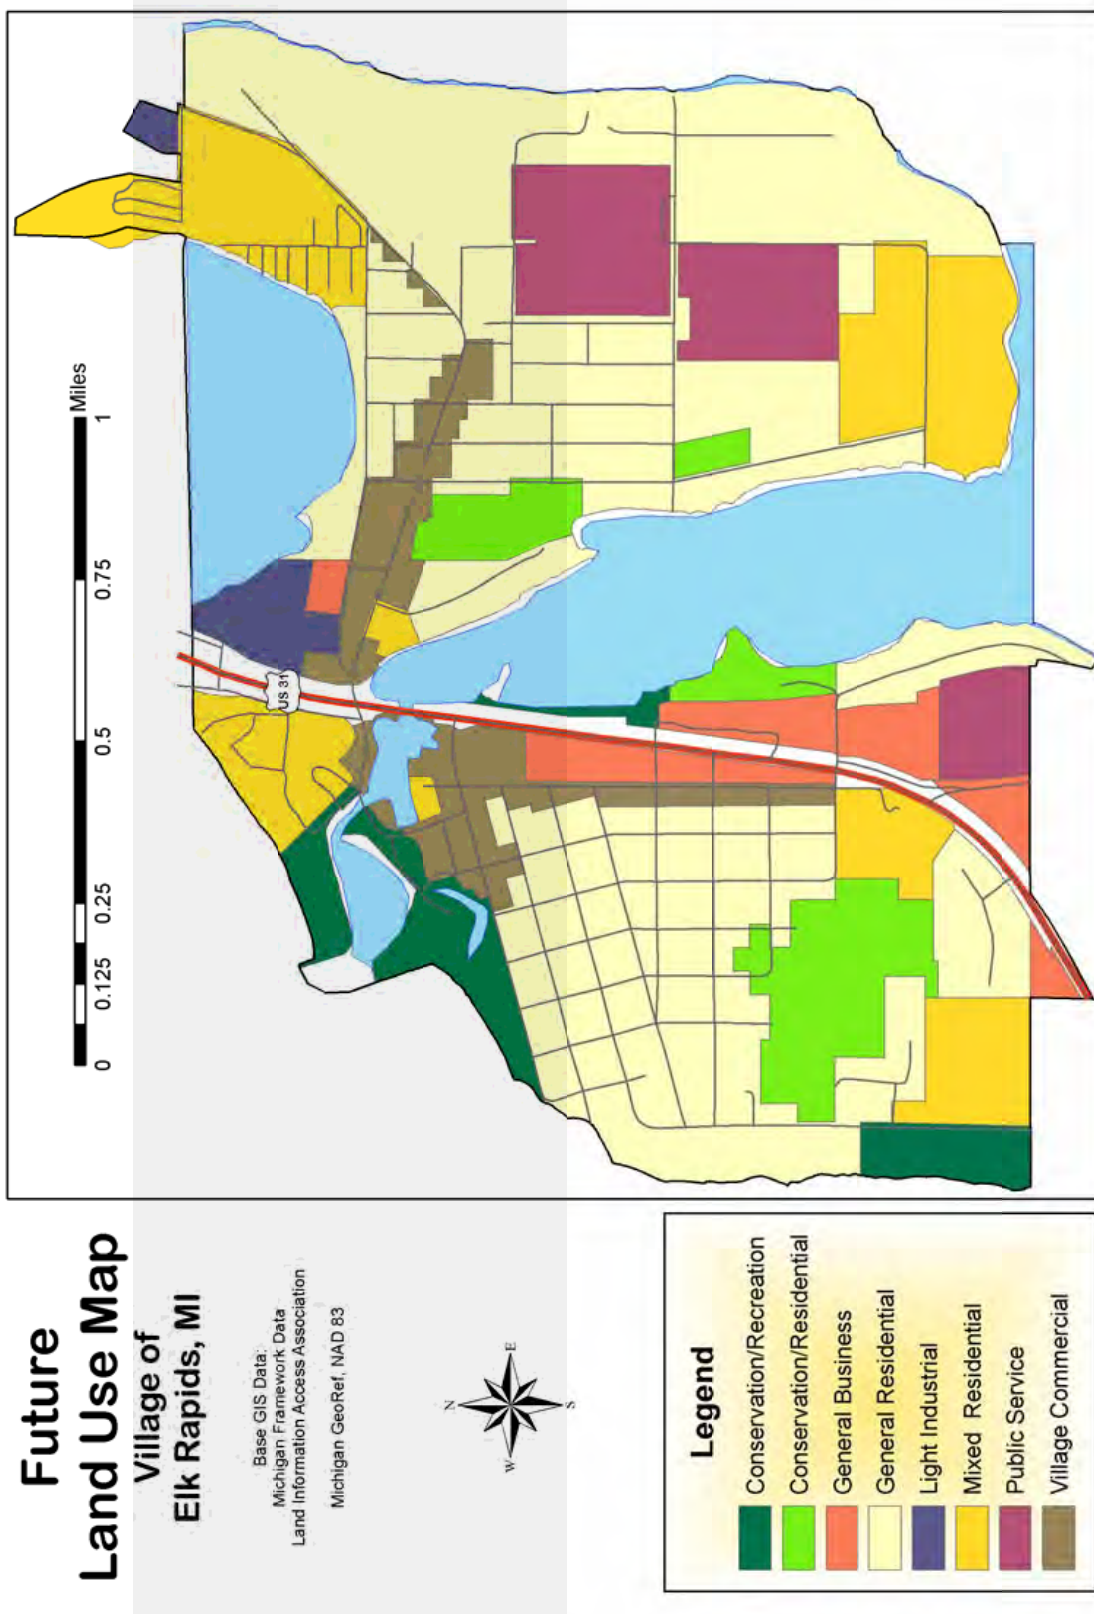 Future
Land Use Map
Village of
Elk Rapids, MI
Base GIS Data:
Michigan Framework Data
Land Information Access Association
Michigan GeoRef, NAD 83
N
W
E
S
Legend
Conservation/Recreation
Conservation/Residential
General Business
General Residential
Light Industrial
Mixed Residential
Public Service
Village Commercial
0 0.125 0.25 0.5 0.75 1
Miles
US 31